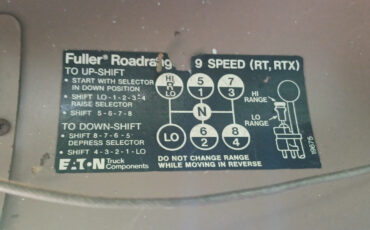 Fuller® Roadrang 9 SPEED (RT, RTX)
TO UP-SHIFT
• START WITH SELECTOR
IN DOWN POSITION
• SHIFT LO-1-2-3-4
RAISE SELECTOR
• SHIFT 5-6-7-8
TO DOWN-SHIFT
• SHIFT 8-7-6-5
DEPRESS SELECTOR
• SHIFT 4-3-2-1-LO
EATON Truck
Components
HI
R
LO
5
1
7
3
N
LO
6
2
8
4
HI
RANGE
LO
RANGE
DO NOT CHANGE RANGE
WHILE MOVING IN REVERSE